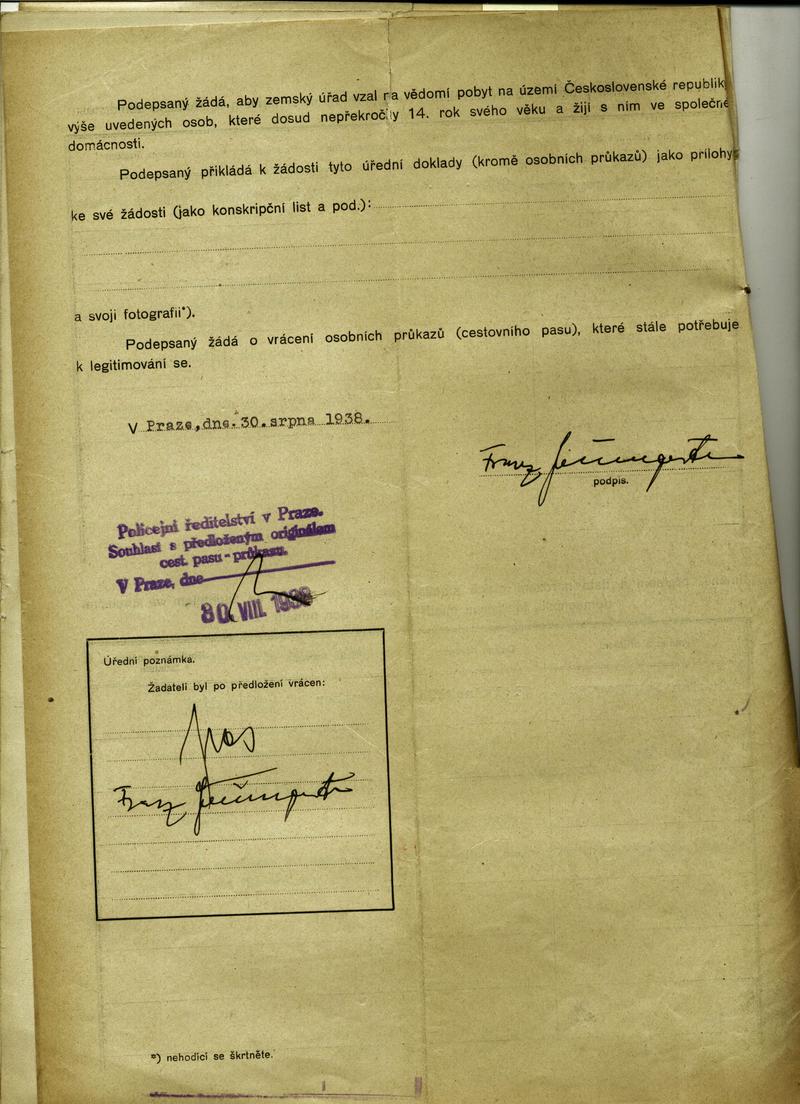 Podepsaný žádá, aby zemský úřad vzal na vědomí pobyt na území Československé republiky
výše uvedených osob, které dosud nepřekročily 14. rok svého věku a žijí s ním ve společné
domácnosti.
Podepsaný přikládá k žádosti tyto úřední doklady (kromě osobních průkazů) jako přílohy
ke své žádosti (jako konskripční list a pod.):
a svoji fotografii*).
Podepsaný žádá o vrácení osobních průkazů (cestovního pasu), které stále potřebuje
k legitimování se.
V Praze, dne 30. srpna 1938.
Franz
podpis.
Policejní ředitelství v Praze.
Souhlasí s předloženým originálem
cest. pasu - průkazu.
V Praze, dne
30. VIII. 1938
Úřední poznámka.
Žadateli byl po předložení vrácen:
pas
Franz
*) nehodící se škrtněte.